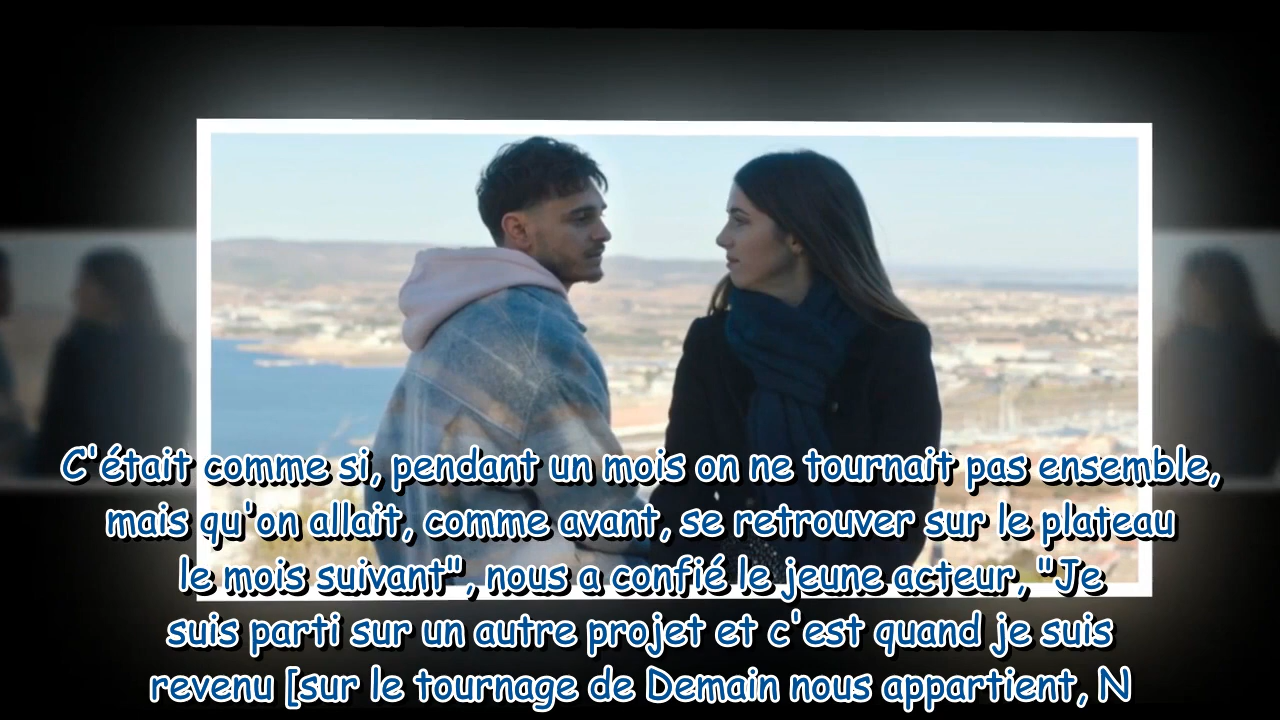 C'était comme si, pendant un mois on ne tournait pas ensemble,
mais qu'on allait, comme avant, se retrouver sur le plateau
le mois suivant", nous a confié le jeune acteur, "Je
suis parti sur un autre projet et c'est quand je suis
revenu [sur le tournage de Demain nous appartient, N